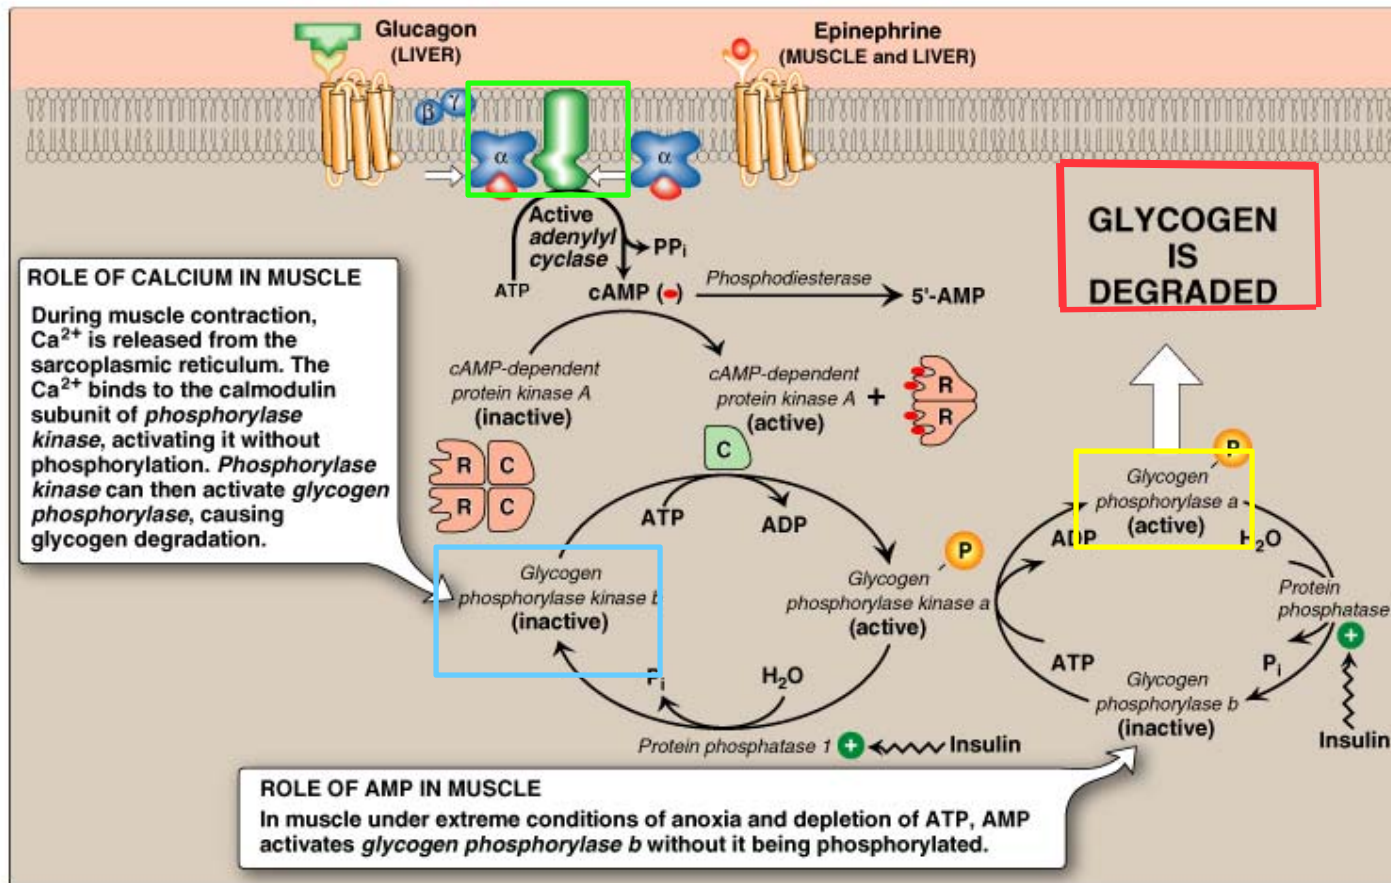 Glucagon
(LIVER)
Epinephrine
(MUSCLE and LIVER)
β γ
α
α
Active
adenylyl
cyclase
PPi
ATP
cAMP (-)
Phosphodiesterase
5'-AMP
GLYCOGEN
IS
DEGRADED
ROLE OF CALCIUM IN MUSCLE
During muscle contraction,
Ca2+ is released from the
sarcoplasmic reticulum. The
Ca2+ binds to the calmodulin
subunit of phosphorylase
kinase, activating it without
phosphorylation. Phosphorylase
kinase can then activate glycogen
phosphorylase, causing
glycogen degradation.
cAMP-dependent
protein kinase A
(inactive)
cAMP-dependent
protein kinase A
(active)
+
R
R
R C
R C
C
ATP
ADP
Glycogen
phosphorylase kinase b
(inactive)
P
Glycogen
phosphorylase kinase a
(active)
Pi
H2O
Protein phosphatase 1 + Insulin
P
Glycogen
phosphorylase a
(active)
ADP
H2O
Protein
phosphatase
+
ATP
Pi
Glycogen
phosphorylase b
(inactive)
Insulin
ROLE OF AMP IN MUSCLE
In muscle under extreme conditions of anoxia and depletion of ATP, AMP
activates glycogen phosphorylase b without it being phosphorylated.